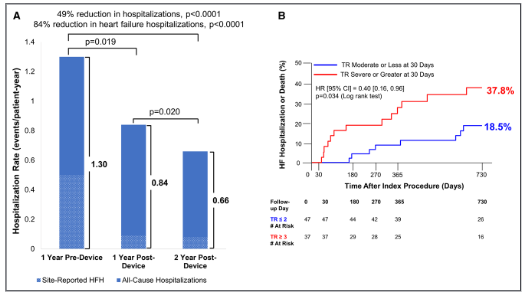 A
49% reduction in hospitalizations, p<0.0001
84% reduction in heart failure hospitalizations, p<0.0001
p=0.019
p=0.020
Hospitalization Rate (events/patient-year)
1.4
1.2
1
0.8
0.6
0.4
0.2
0
1.30
0.84
0.66
1 Year Pre-Device
1 Year Post-Device
2 Year Post-Device
Site-Reported HFH
All-Cause Hospitalizations
B
TR Moderate or Less at 30 Days
TR Severe or Greater at 30 Days
HR [95% CI] = 0.40 [0.16, 0.96]
p=0.034 (Log rank test)
37.8%
18.5%
HF Hospitalization or Death (%)
50
40
30
20
10
0
0 30 180 270 365 730
Time After Index Procedure (Days)
Follow-up Day 0 30 180 270 365 730
TR ≤ 2 # At Risk 47 47 44 42 39 26
TR ≥ 3 # At Risk 37 37 29 28 25 16